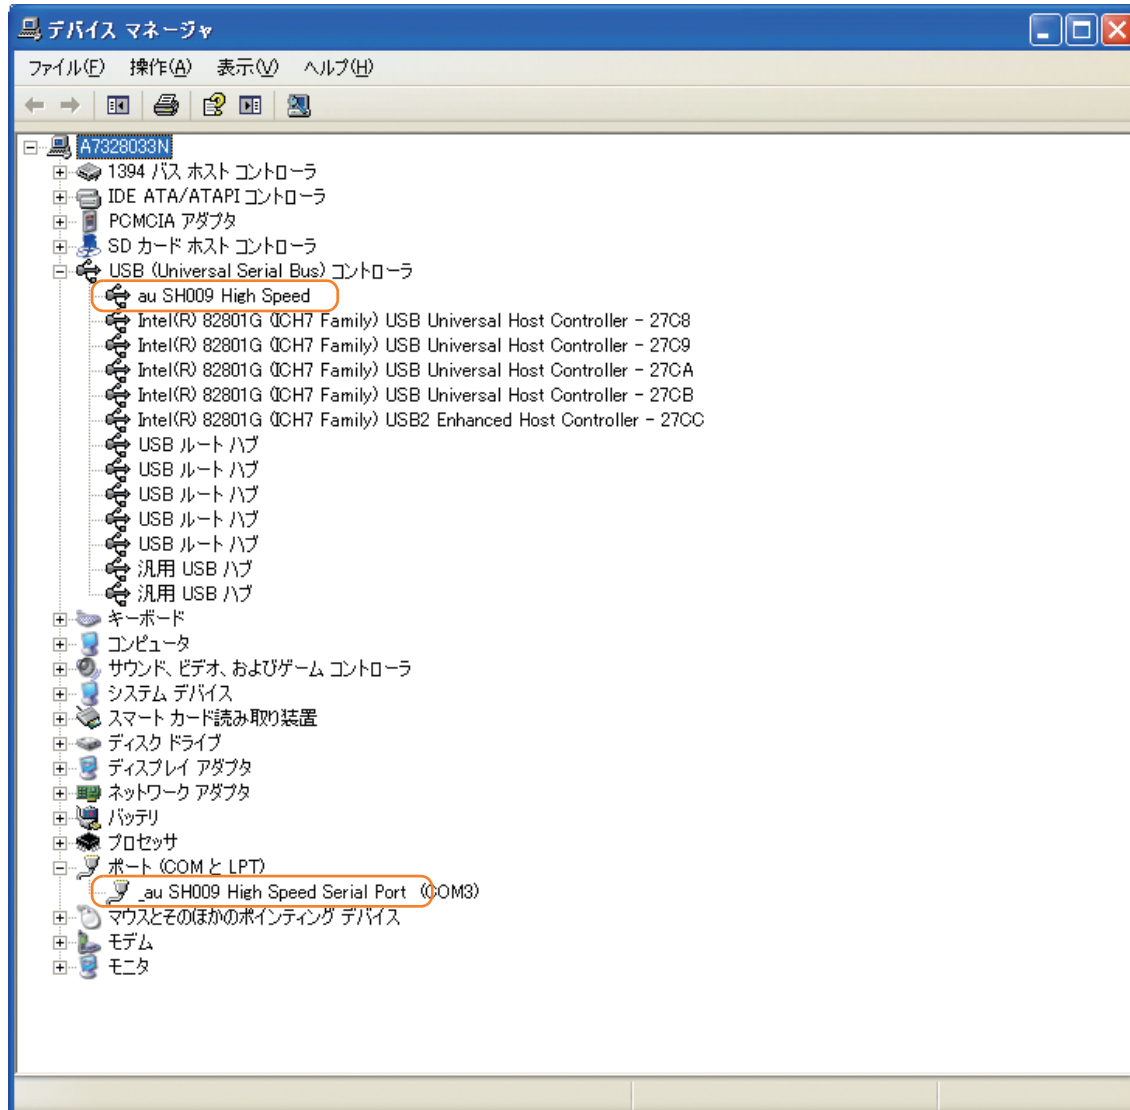 デバイス マネージャ
ファイル(F) 操作(A) 表示(V) ヘルプ(H)
A7328033N
1394 バス ホスト コントローラ
IDE ATA/ATAPI コントローラ
PCMCIA アダプタ
SD カード ホスト コントローラ
USB (Universal Serial Bus) コントローラ
au SH009 High Speed
Intel(R) 82801G (ICH7 Family) USB Universal Host Controller - 27C8
Intel(R) 82801G (ICH7 Family) USB Universal Host Controller - 27C9
Intel(R) 82801G (ICH7 Family) USB Universal Host Controller - 27CA
Intel(R) 82801G (ICH7 Family) USB Universal Host Controller - 27CB
Intel(R) 82801G (ICH7 Family) USB2 Enhanced Host Controller - 27CC
USB ルート ハブ
USB ルート ハブ
USB ルート ハブ
USB ルート ハブ
USB ルート ハブ
汎用 USB ハブ
汎用 USB ハブ
キーボード
コンピュータ
サウンド、ビデオ、およびゲーム コントローラ
システム デバイス
スマート カード読み取り装置
ディスク ドライブ
ディスプレイ アダプタ
ネットワーク アダプタ
バッテリ
プロセッサ
ポート (COM と LPT)
_au SH009 High Speed Serial Port (COM3)
マウスとそのほかのポインティング デバイス
モデム
モニタ